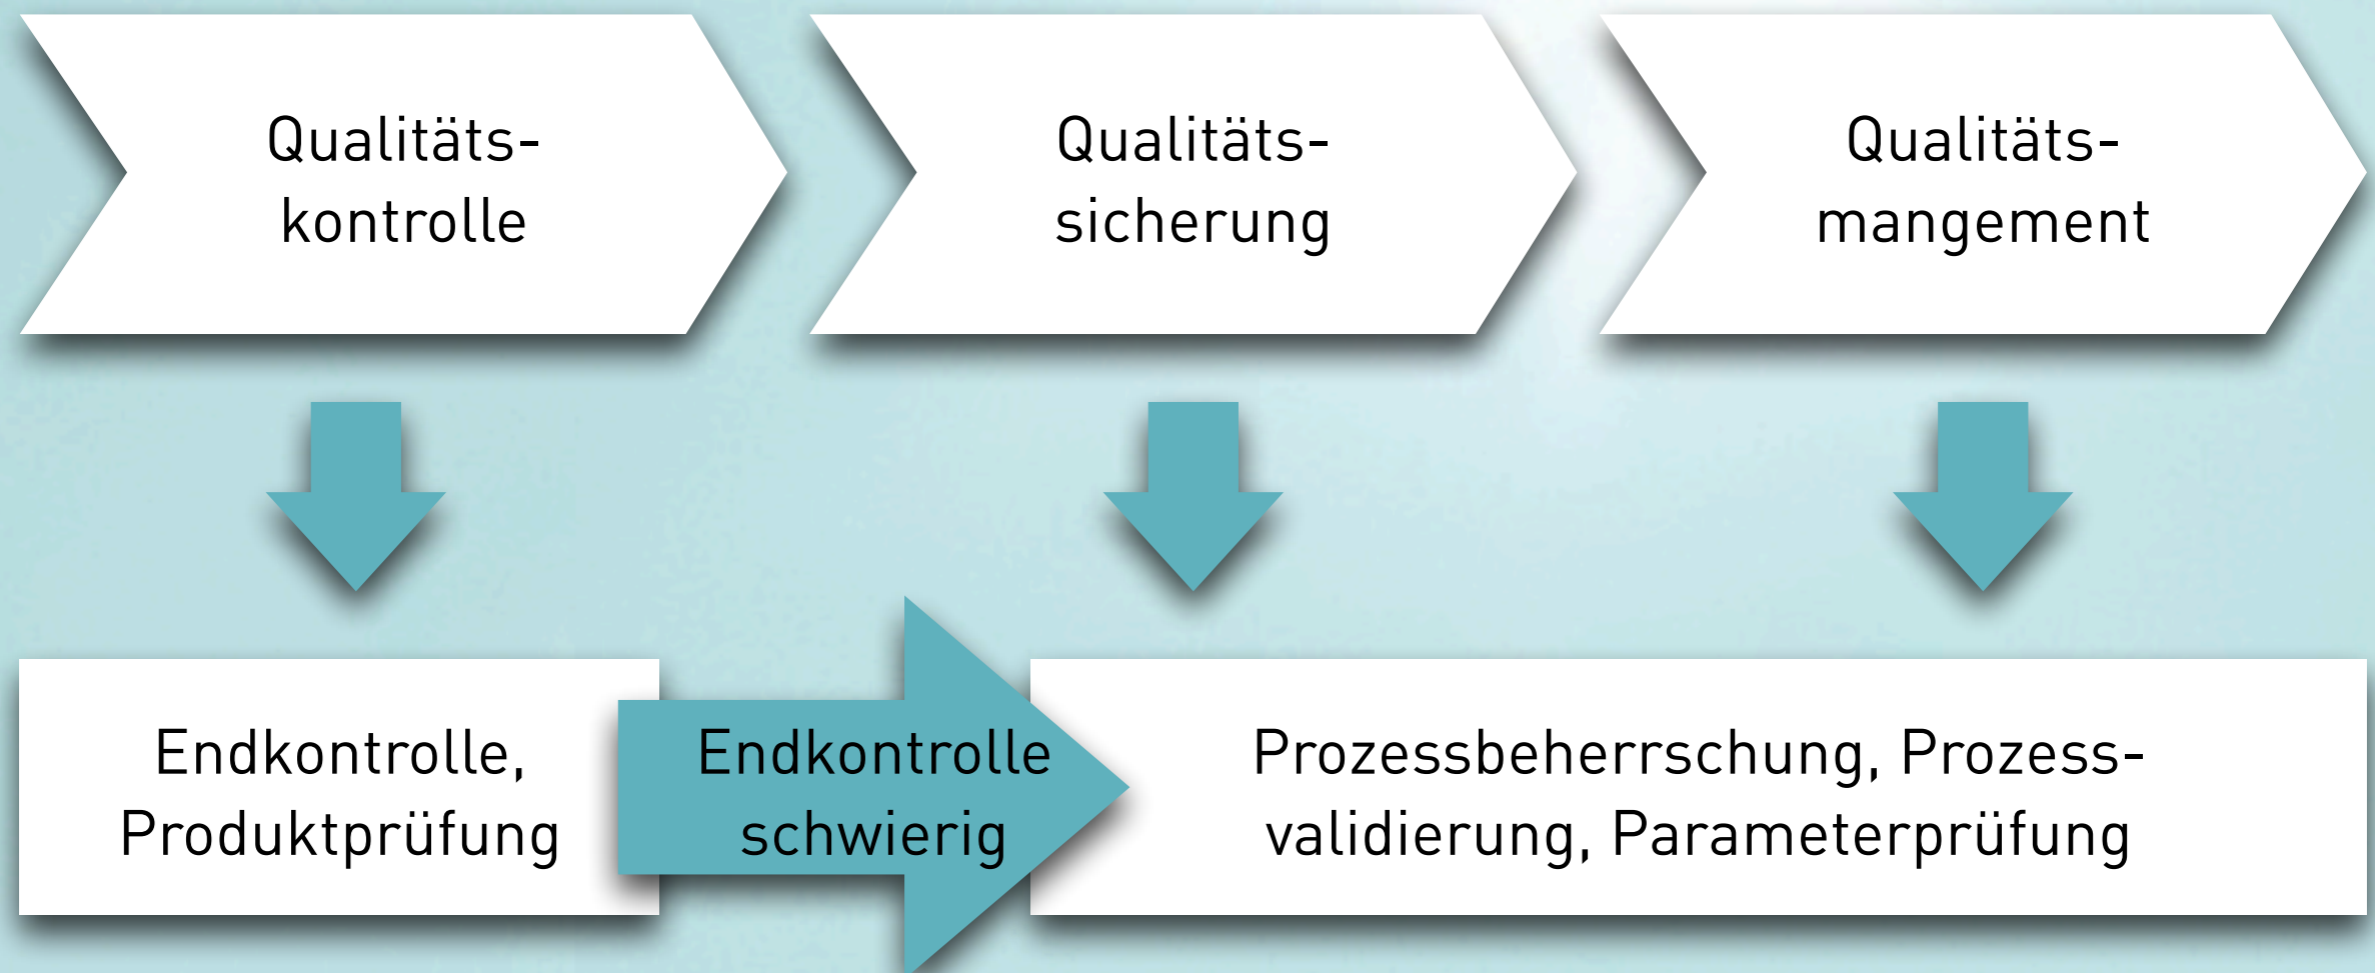 Qualitäts-
kontrolle
Qualitäts-
sicherung
Qualitäts-
mangement
Endkontrolle,
Produktprüfung
Endkontrolle
schwierig
Prozessbeherrschung, Prozess-
validierung, Parameterprüfung